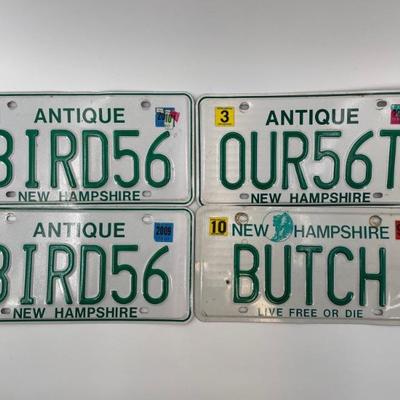 ANTIQUE
BIRD56
NEW HAMPSHIRE
3
ANTIQUE
OUR56T
NEW HAMPSHIRE
ANTIQUE
2009
BIRD56
NEW HAMPSHIRE
10
NEW HAMPSHIRE
BUTCH
LIVE FREE OR DIE